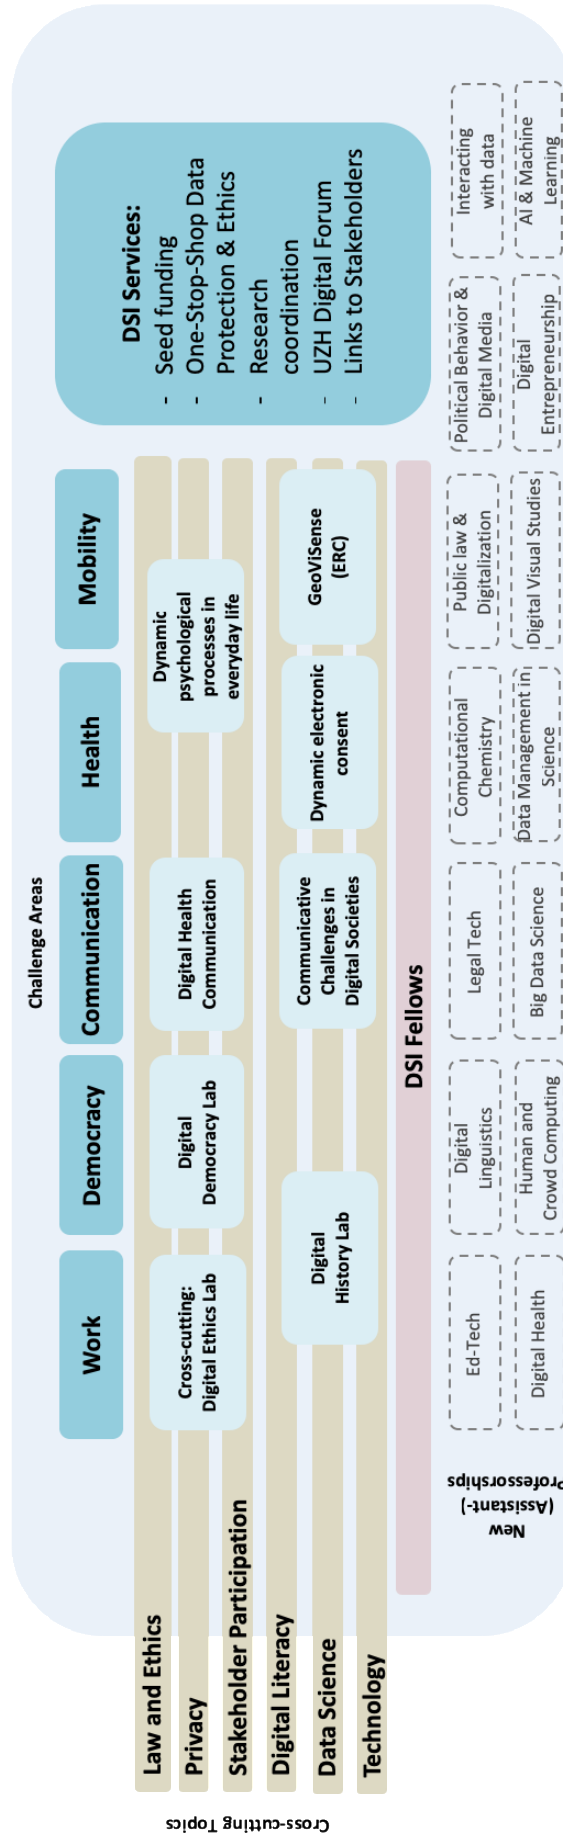 Challenge Areas
Work
Democracy
Communication
Health
Mobility
Cross-cutting Topics
Law and Ethics
Privacy
Stakeholder Participation
Digital Literacy
Data Science
Technology
Cross-cutting:
Digital Ethics Lab
Digital
Democracy Lab
Digital Health
Communication
Dynamic
psychological
processes in
everyday life
Digital
History Lab
Communicative
Challenges in
Digital Societies
Dynamic electronic
consent
GeoViSense
(ERC)
DSI Fellows
DSI Services:
- Seed funding
- One-Stop-Shop Data
Protection & Ethics
- Research
coordination
- UZH Digital Forum
- Links to Stakeholders
New
(Assistant-)
Professorships
Ed-Tech
Digital
Linguistics
Legal Tech
Computational
Chemistry
Public law &
Digitalization
Political Behavior &
Digital Media
Interacting
with data
Digital Health
Human and
Crowd Computing
Big Data Science
Data Management in
Science
Digital Visual Studies
Digital
Entrepreneurship
AI & Machine
Learning